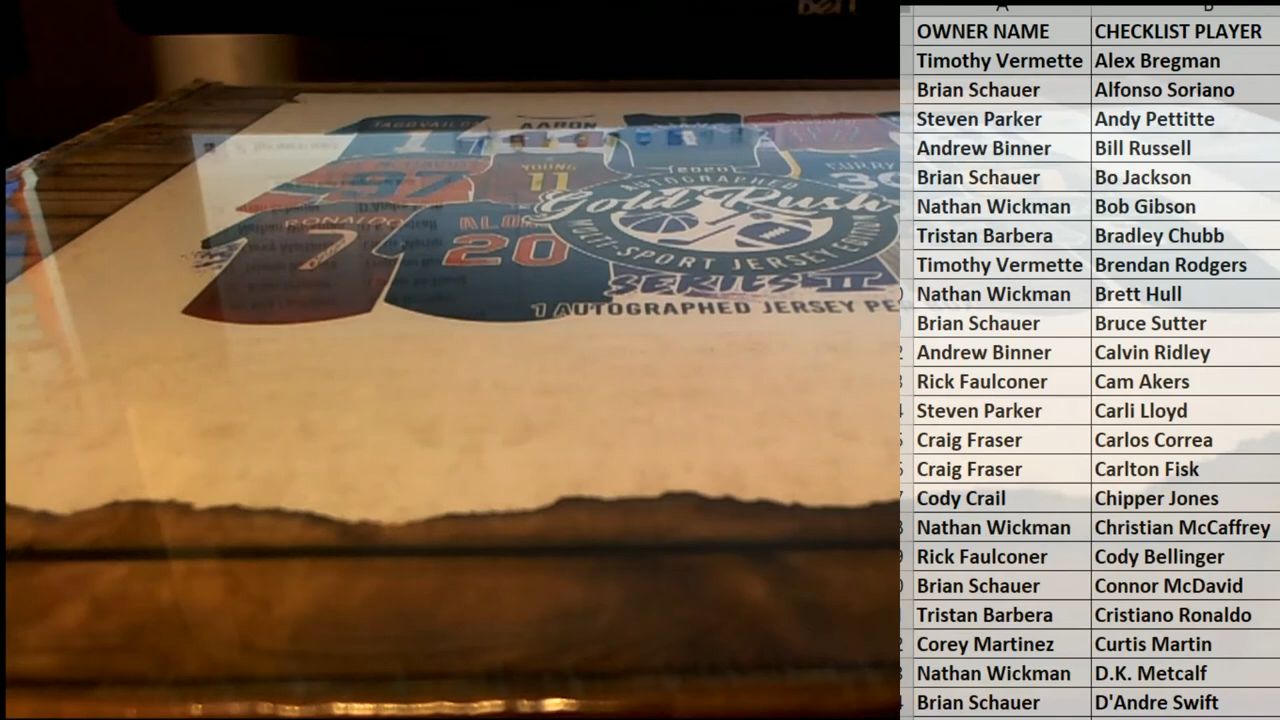 TAGOVAILO
1
AARON
44
97
YOUNG
11
CURRY
30
RONALDO
7
ALO
20
[2020]
AUTOGRAPHED
Gold Rush
MULTI-SPORT JERSEY EDITION
SERIES II
1 AUTOGRAPHED JERSEY PE
OWNER NAME CHECKLIST PLAYER
Timothy Vermette Alex Bregman
Brian Schauer Alfonso Soriano
Steven Parker Andy Pettitte
Andrew Binner Bill Russell
Brian Schauer Bo Jackson
Nathan Wickman Bob Gibson
Tristan Barbera Bradley Chubb
Timothy Vermette Brendan Rodgers
Nathan Wickman Brett Hull
Brian Schauer Bruce Sutter
Andrew Binner Calvin Ridley
Rick Faulconer Cam Akers
Steven Parker Carli Lloyd
Craig Fraser Carlos Correa
Craig Fraser Carlton Fisk
Cody Crail Chipper Jones
Nathan Wickman Christian McCaffrey
Rick Faulconer Cody Bellinger
Brian Schauer Connor McDavid
Tristan Barbera Cristiano Ronaldo
Corey Martinez Curtis Martin
Nathan Wickman D.K. Metcalf
Brian Schauer D'Andre Swift